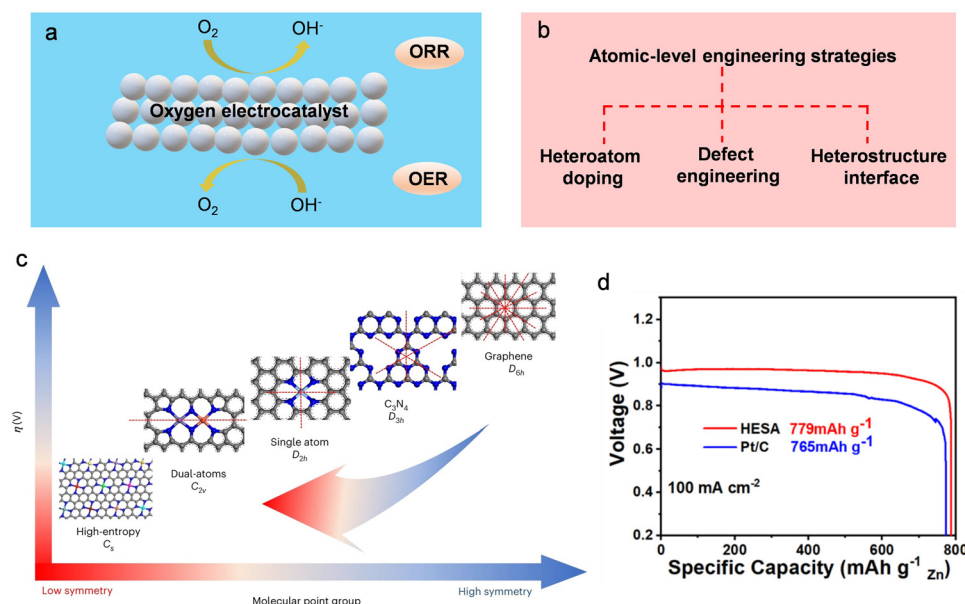 a
O₂
OH⁻
ORR
Oxygen electrocatalyst
OER
O₂
OH⁻
b
Atomic-level engineering strategies
Heteroatom
doping
Defect
engineering
Heterostructure
interface
c
η (V)
Graphene
D₆ₕ
C₃N₄
D₃ₕ
Single atom
D₂ₕ
Dual-atoms
C₂ᵥ
High-entropy
Cₛ
Low symmetry
Molecular point group
High symmetry
d
Voltage (V)
1.2
1.0
0.8
0.6
0.4
0.2
HESA 779mAh g⁻¹
Pt/C 765mAh g⁻¹
100 mA cm⁻²
0 200 400 600 800
Specific Capacity (mAh g⁻¹ Zn)